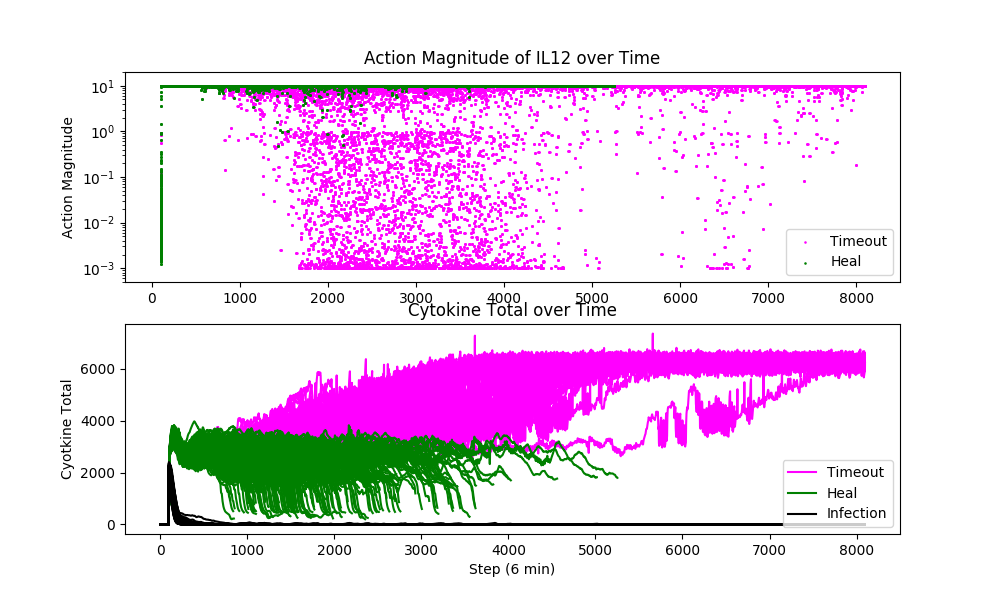 Action Magnitude of IL12 over Time
Action Magnitude
10¹
10⁰
10⁻¹
10⁻²
10⁻³
Timeout
Heal
0 1000 2000 3000 4000 5000 6000 7000 8000
Cytokine Total over Time
Cyotkine Total
6000
4000
2000
0
Timeout
Heal
Infection
0 1000 2000 3000 4000 5000 6000 7000 8000
Step (6 min)